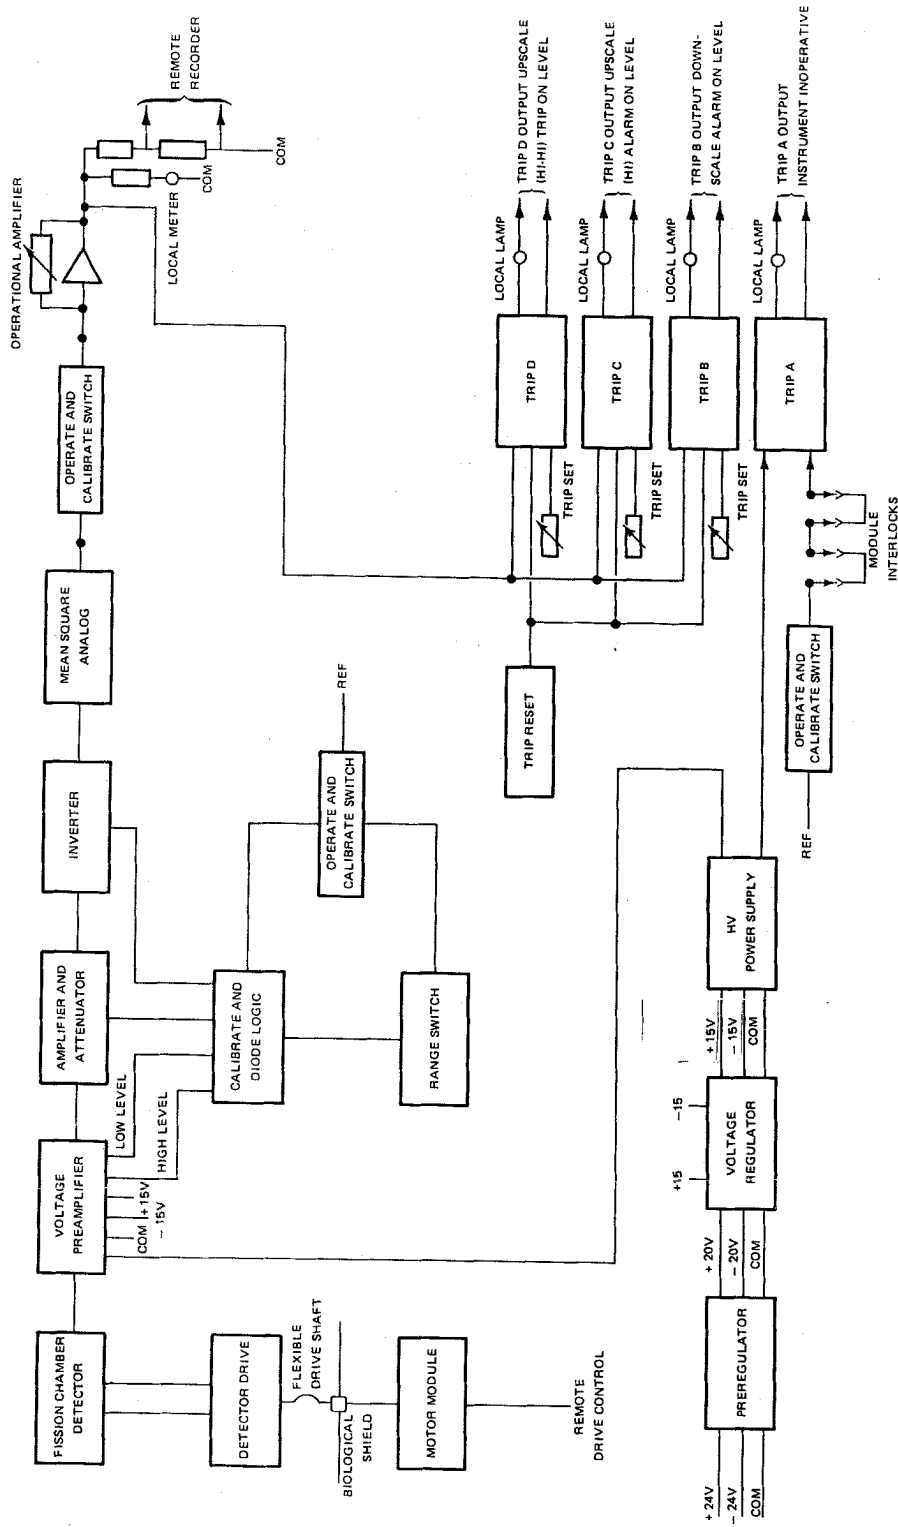 FISSION CHAMBER
DETECTOR
VOLTAGE
PREAMPLIFIER
AMPLIFIER AND
ATTENUATOR
INVERTER
MEAN SQUARE
ANALOG
OPERATE AND
CALIBRATE SWITCH
OPERATIONAL AMPLIFIER
LOCAL METER
COM
COM
REMOTE
RECORDER
COM
- 15V
+ 15V
HIGH LEVEL
LOW LEVEL
DETECTOR DRIVE
FLEXIBLE
DRIVE SHAFT
BIOLOGICAL
SHIELD
MOTOR MODULE
REMOTE
DRIVE CONTROL
CALIBRATE AND
DIODE LOGIC
RANGE SWITCH
OPERATE AND
CALIBRATE SWITCH
REF
TRIP RESET
TRIP SET
TRIP D
LOCAL LAMP
TRIP D OUTPUT UPSCALE
(HI-HI) TRIP ON LEVEL
TRIP SET
TRIP C
LOCAL LAMP
TRIP C OUTPUT UPSCALE
(HI) ALARM ON LEVEL
TRIP SET
TRIP B
LOCAL LAMP
TRIP B OUTPUT DOWN-
SCALE ALARM ON LEVEL
TRIP A
LOCAL LAMP
TRIP A OUTPUT
INSTRUMENT INOPERATIVE
+ 24V
- 24V
COM
PREREGULATOR
+ 20V
- 20V
COM
+15
-15
VOLTAGE
REGULATOR
+ 15V
- 15V
COM
HV
POWER SUPPLY
REF
OPERATE AND
CALIBRATE SWITCH
MODULE
INTERLOCKS